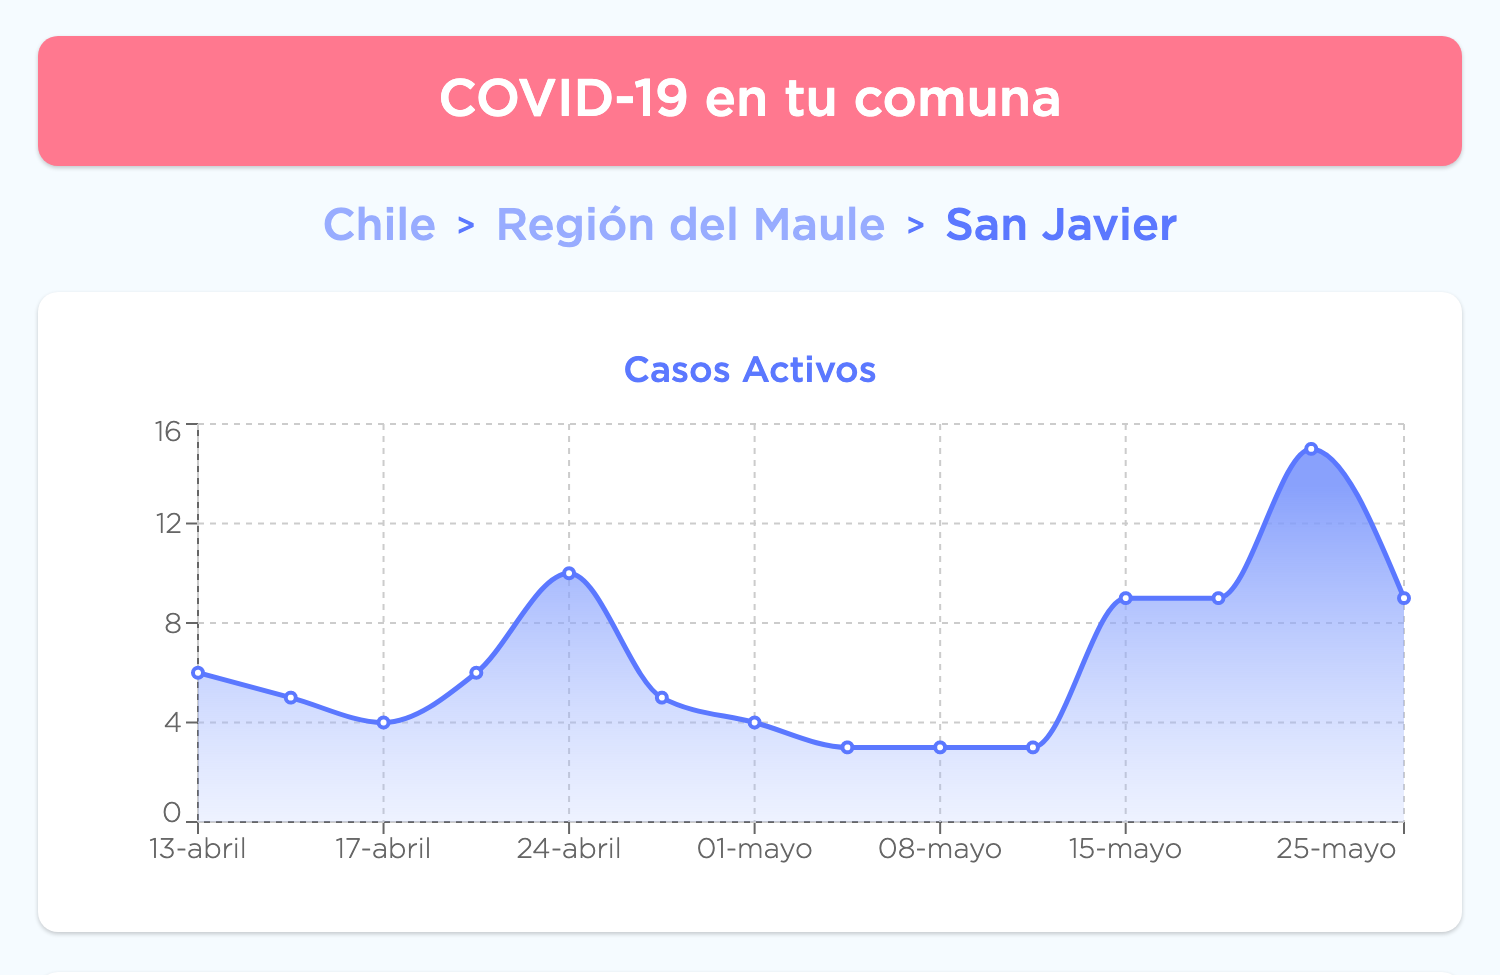 COVID-19 en tu comuna
Chile > Región del Maule > San Javier
Casos Activos
16
12
8
4
0
13-abril 17-abril 24-abril 01-mayo 08-mayo 15-mayo 25-mayo